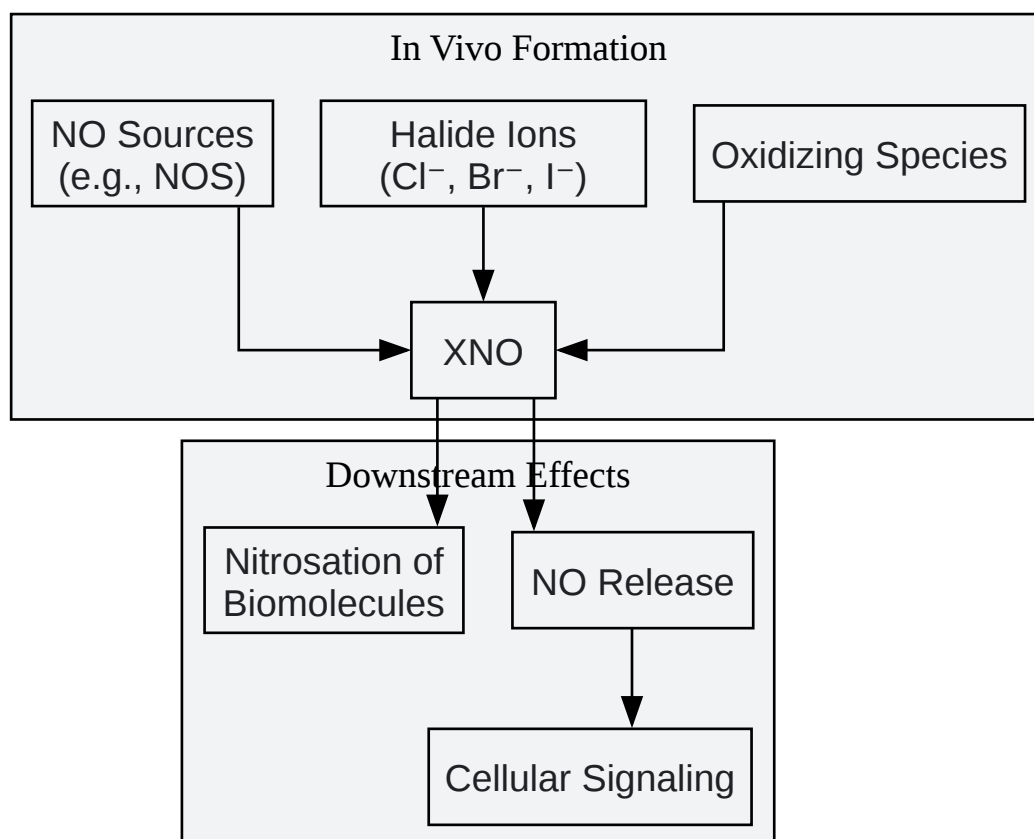 In Vivo Formation
NO Sources
(e.g., NOS)
Halide Ions
(Cl⁻, Br⁻, I⁻)
Oxidizing Species
XNO
Downstream Effects
Nitrosation of
Biomolecules
NO Release
Cellular Signaling